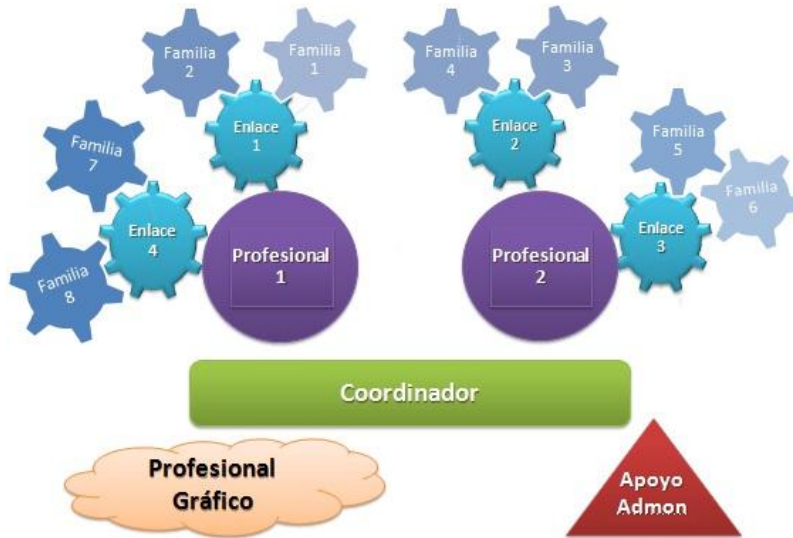 Familia
2
Familia
1
Familia
4
Familia
3
Enlace
1
Enlace
2
Familia
7
Familia
5
Familia
6
Enlace
4
Enlace
3
Familia
8
Profesional
1
Profesional
2
Coordinador
Profesional
Gráfico
Apoyo
Admon